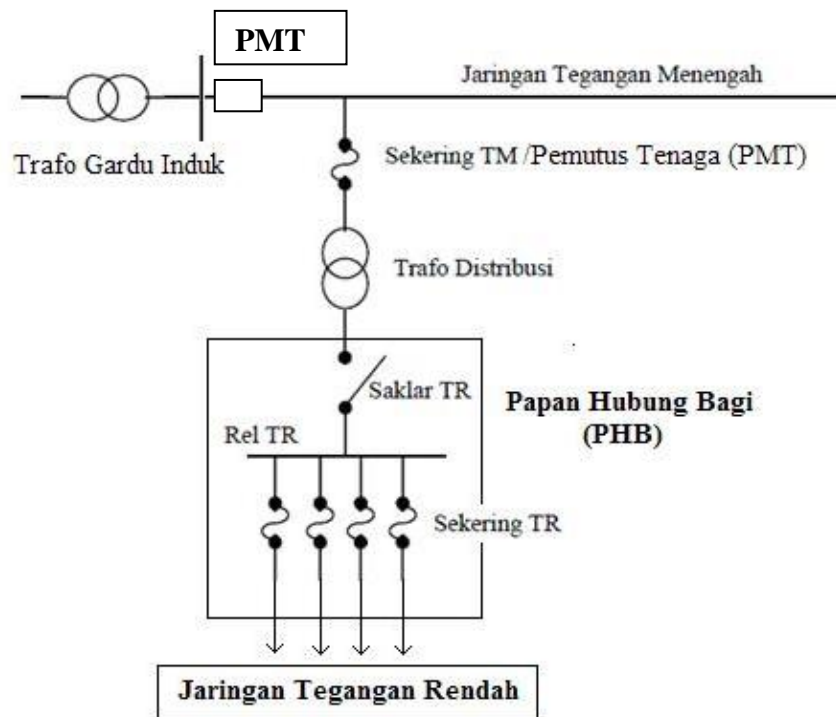 PMT
Jaringan Tegangan Menengah
Trafo Gardu Induk
Sekering TM /Pemutus Tenaga (PMT)
Trafo Distribusi
Saklar TR
Papan Hubung Bagi
(PHB)
Rel TR
Sekering TR
Jaringan Tegangan Rendah